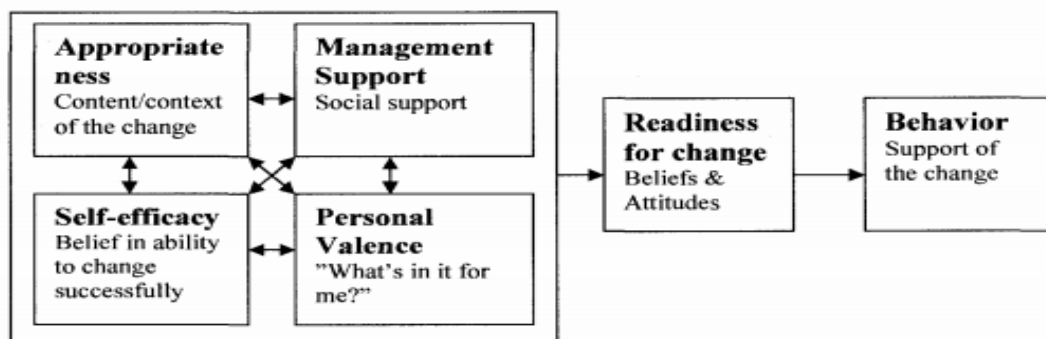 Appropriate
ness
Content/context
of the change
Management
Support
Social support
Self-efficacy
Belief in ability
to change
successfully
Personal
Valence
”What's in it for
me?”
Readiness
for change
Beliefs &
Attitudes
Behavior
Support of
the change